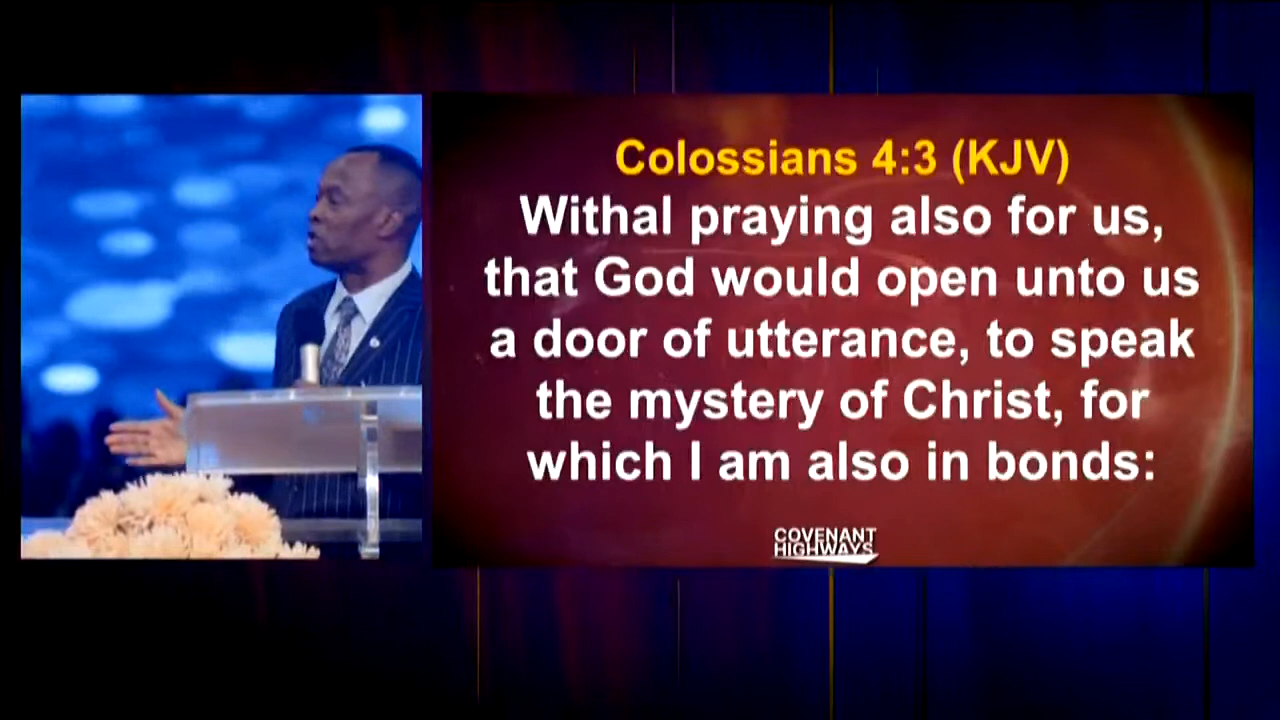 Colossians 4:3 (KJV)
Withal praying also for us,
that God would open unto us
a door of utterance, to speak
the mystery of Christ, for
which I am also in bonds:
COVENANT
HIGHWAYS